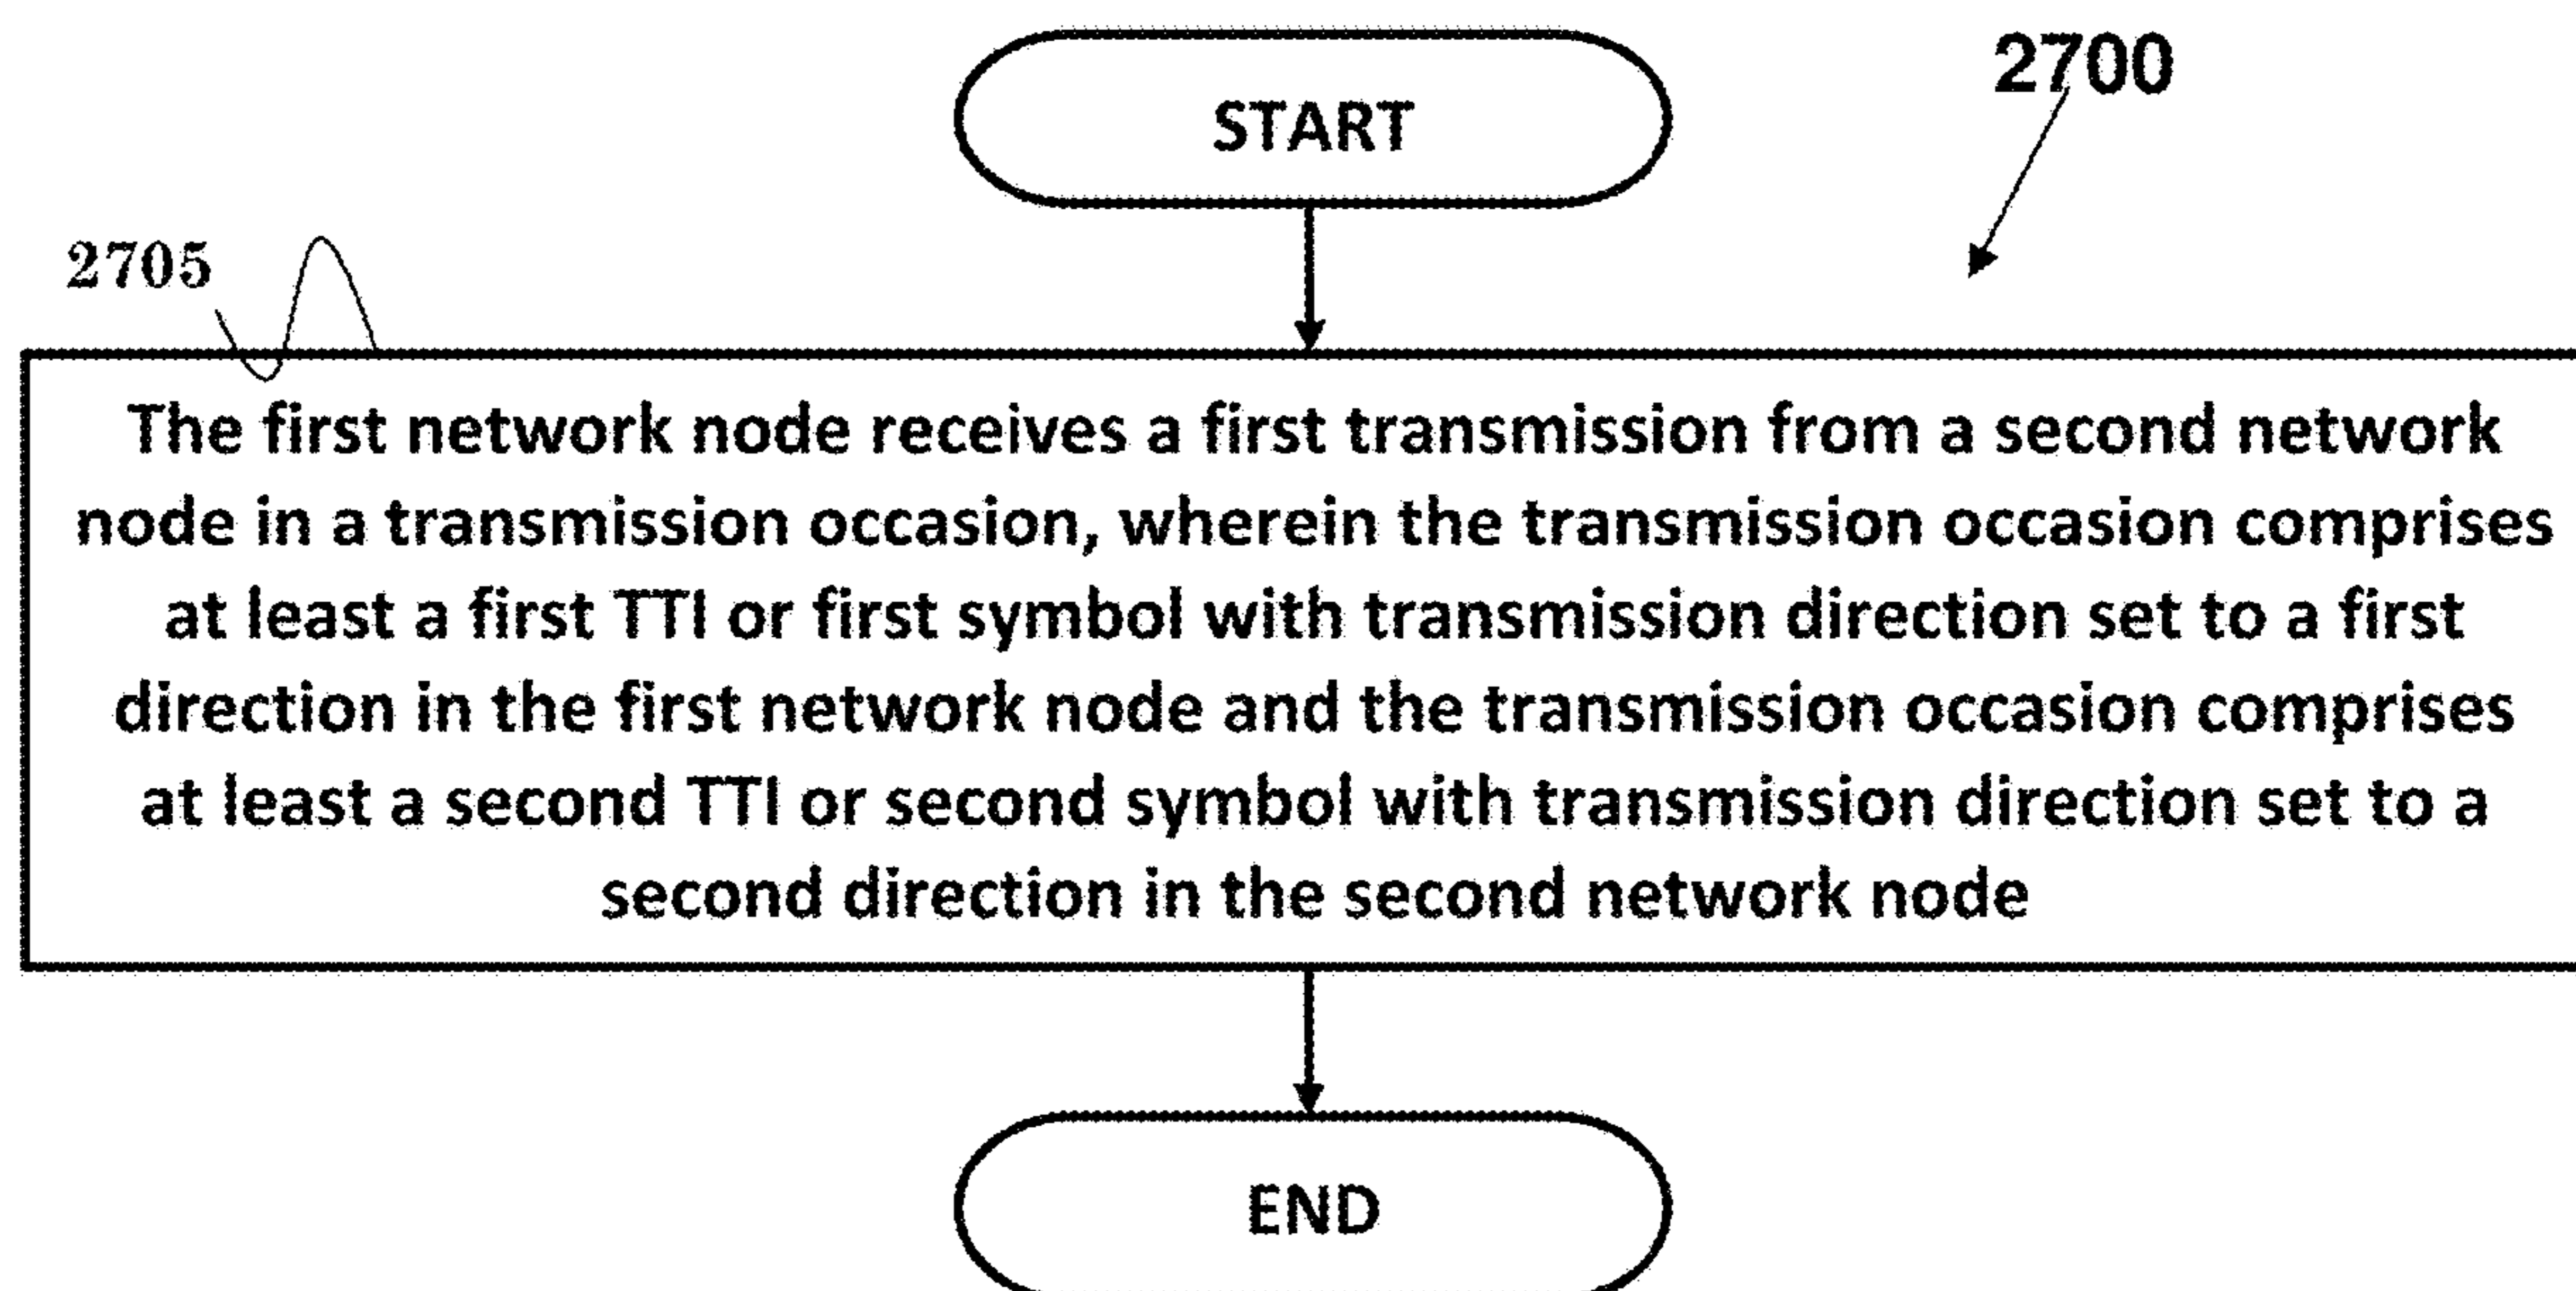 START
2700
2705
The first network node receives a first transmission from a second network
node in a transmission occasion, wherein the transmission occasion comprises
at least a first TTI or first symbol with transmission direction set to a first
direction in the first network node and the transmission occasion comprises
at least a second TTI or second symbol with transmission direction set to a
second direction in the second network node
END